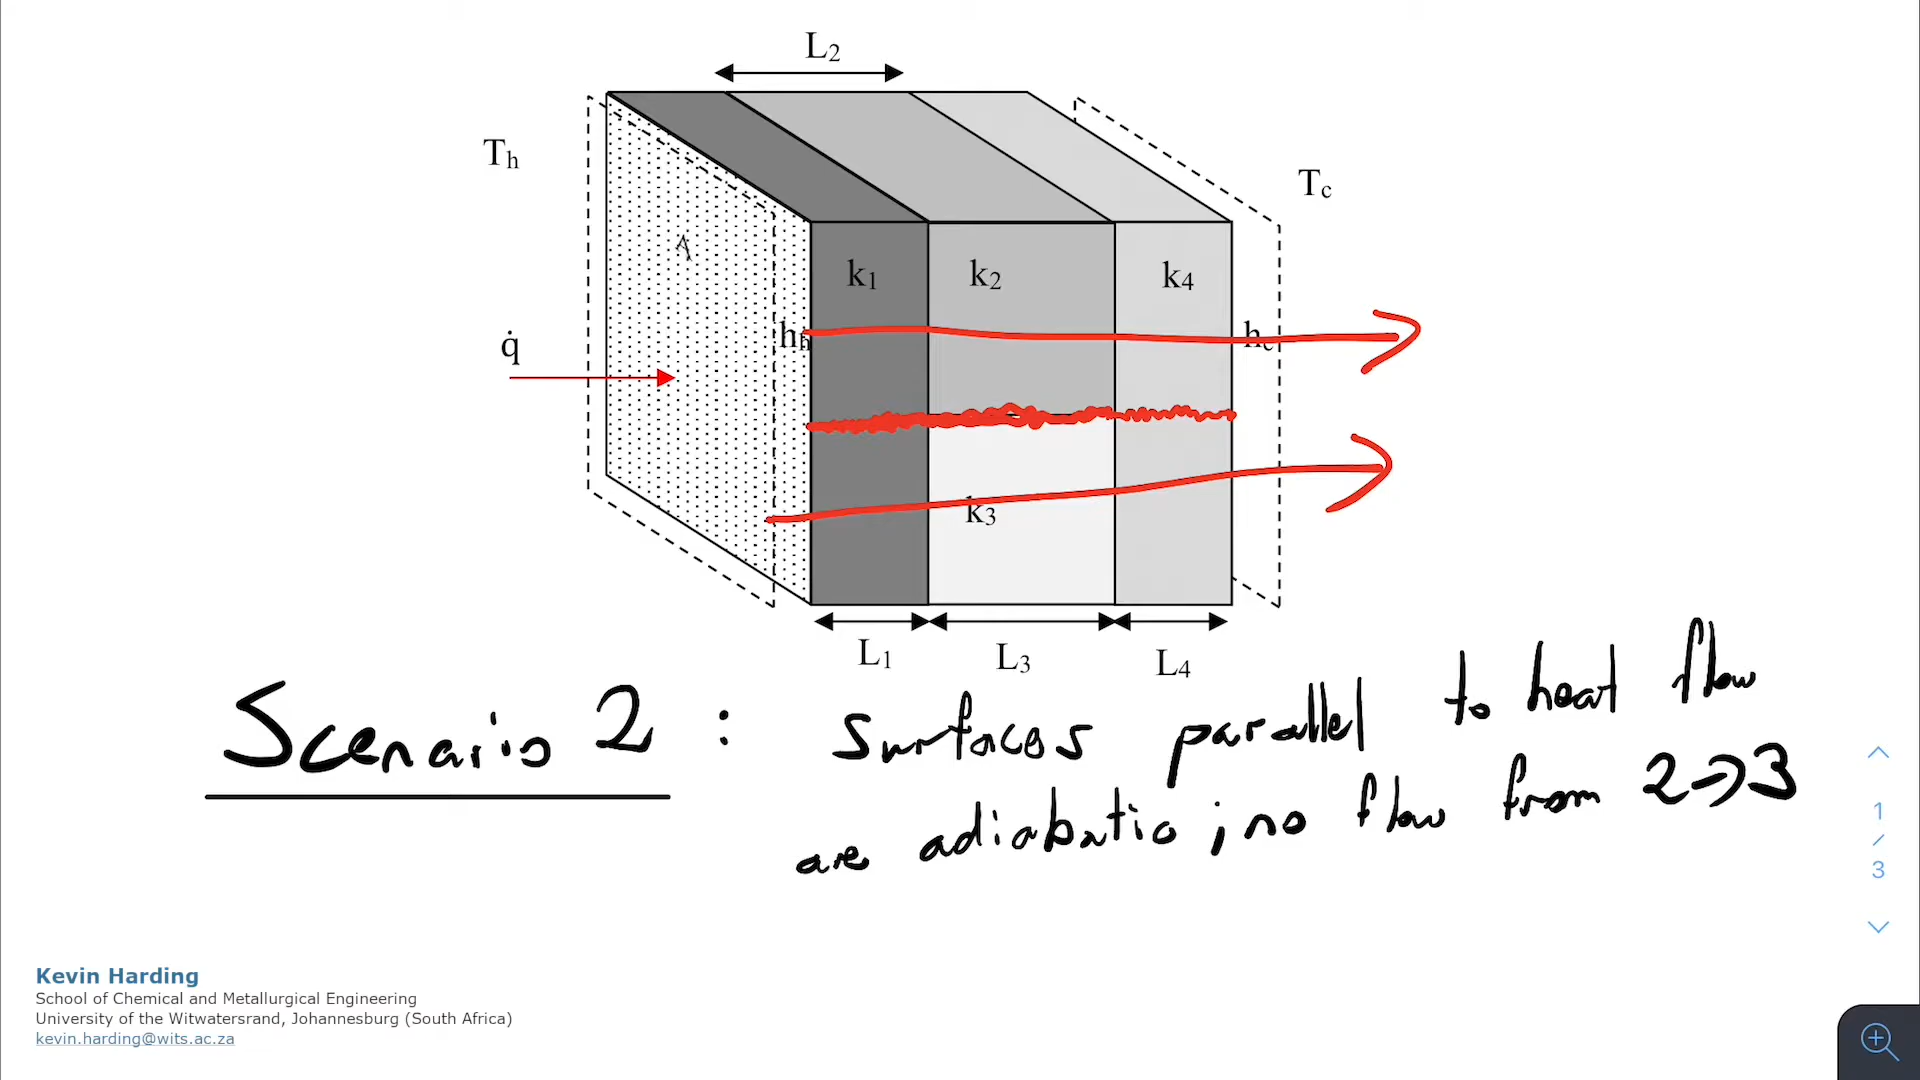 L2
Th
Tc
A
k1
k2
k4
hh
hc
q̇
k3
L1
L3
L4
Scenario 2 : surfaces parallel to heat flow
are adiabatic ; no flow from 2→3
1
/
3
Kevin Harding
School of Chemical and Metallurgical Engineering
University of the Witwatersrand, Johannesburg (South Africa)
kevin.harding@wits.ac.za